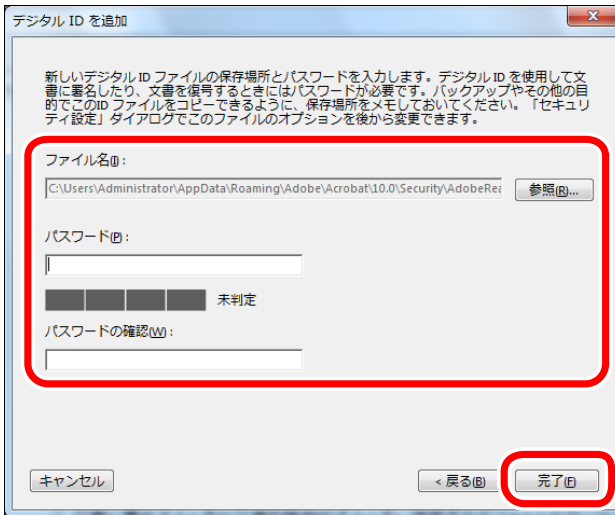 デジタル ID を追加
新しいデジタル ID ファイルの保存場所とパスワードを入力します。デジタル ID を使用して文
書に署名したり、文書を復号するときにはパスワードが必要です。バックアップやその他の目
的でこのID ファイルをコピーできるように、保存場所をメモしておいてください。「セキュリ
ティ設定」ダイアログでこのファイルのオプションを後から変更できます。
ファイル名(I):
C:\Users\Administrator\AppData\Roaming\Adobe\Acrobat\10.0\Security\AdobeRea
参照(R)...
パスワード(P):
未判定
パスワードの確認(W):
キャンセル
< 戻る(B)
完了(F)